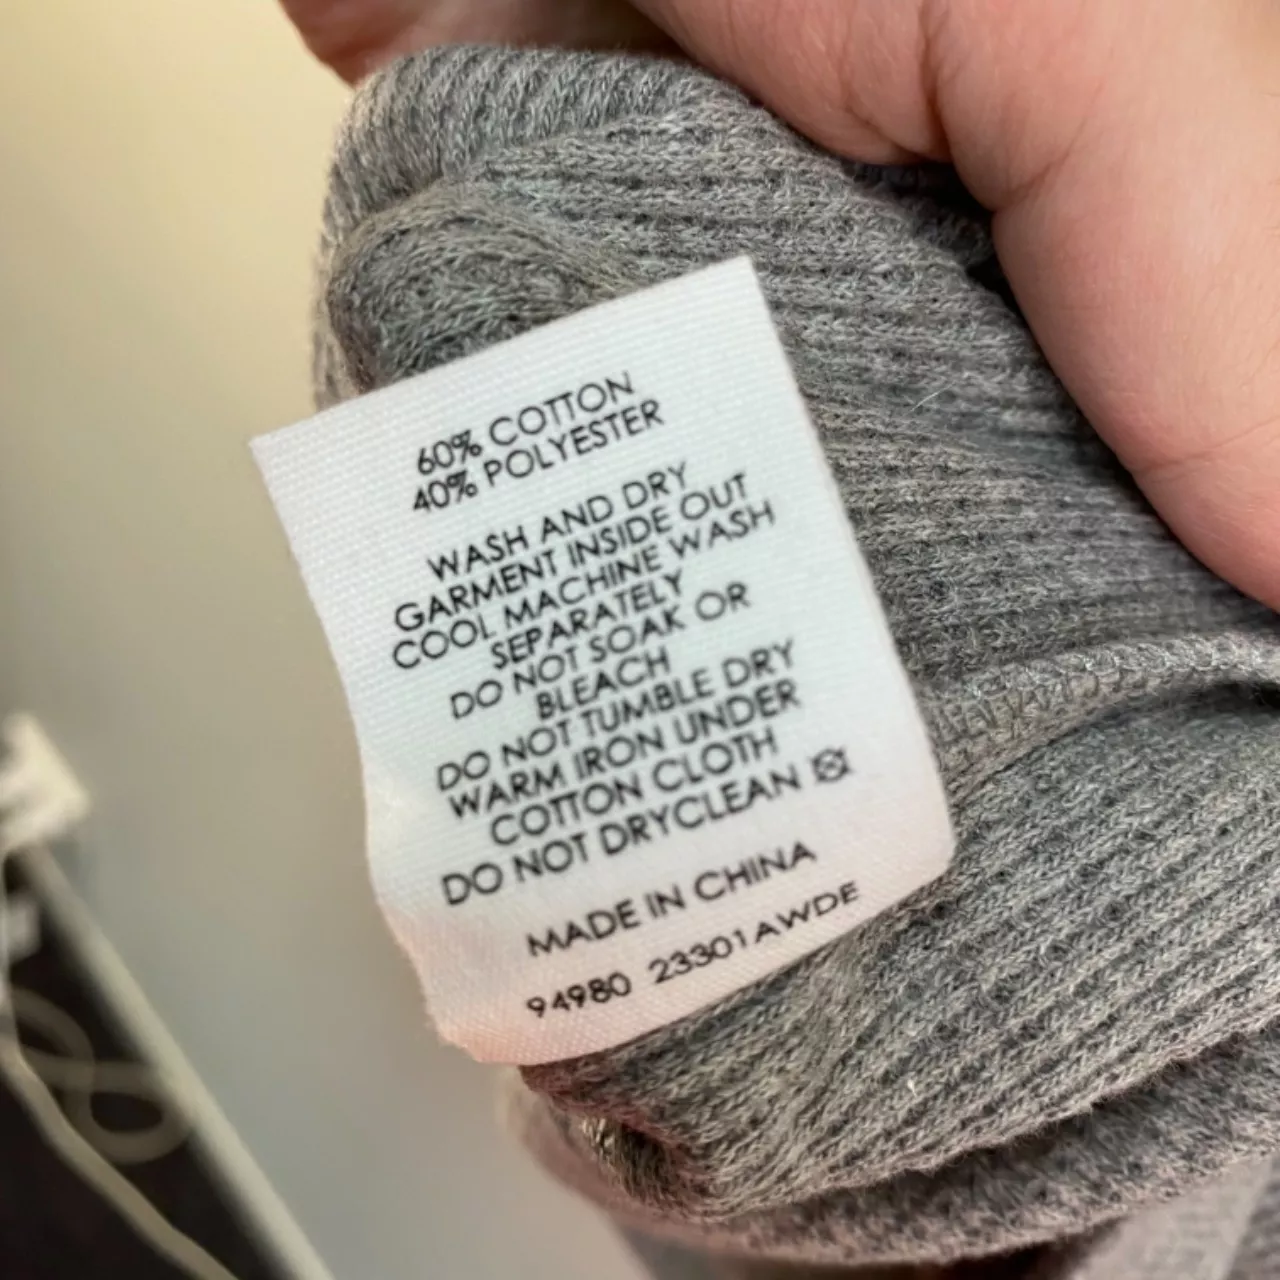 60% COTTON
40% POLYESTER
WASH AND DRY
GARMENT INSIDE OUT
COOL MACHINE WASH
SEPARATELY
DO NOT SOAK OR
BLEACH
DO NOT TUMBLE DRY
WARM IRON UNDER
COTTON CLOTH
DO NOT DRYCLEAN
MADE IN CHINA
94980 23301AWDE